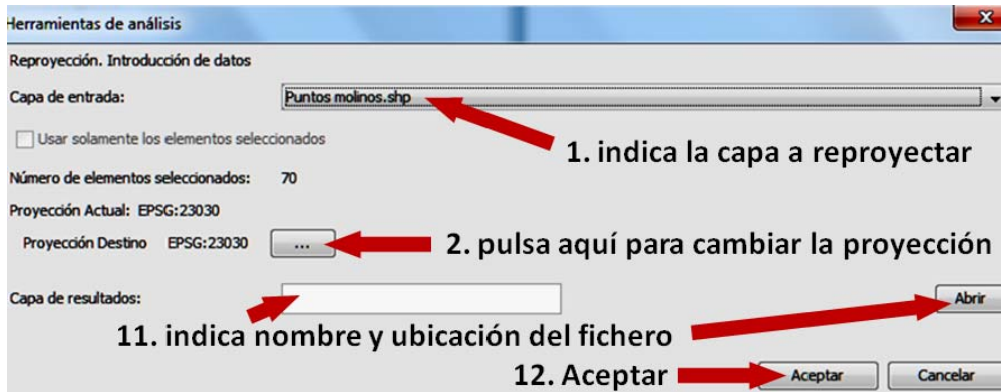 Herramientas de análisis
Reproyección. Introducción de datos
Capa de entrada: Puntos molinos.shp
Usar solamente los elementos seleccionados
1. indica la capa a reproyectar
Número de elementos seleccionados: 70
Proyección Actual: EPSG:23030
Proyección Destino EPSG:23030 ... 2. pulsa aquí para cambiar la proyección
Capa de resultados: Abrir
11. indica nombre y ubicación del fichero
12. Aceptar Aceptar Cancelar